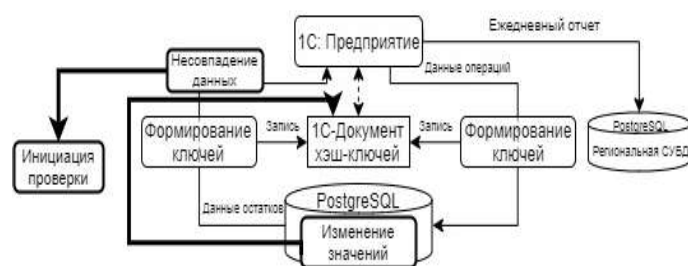 Ежедневный отчет
1С: Предприятие
Несовпадение
данных
Данные операций
PostgreSQL
Региональная СУБД
Формирование
ключей
Запись
1С-Документ
хэш-ключей
Запись
Формирование
ключей
Инициация
проверки
Данные остатков
PostgreSQL
Изменение
значений